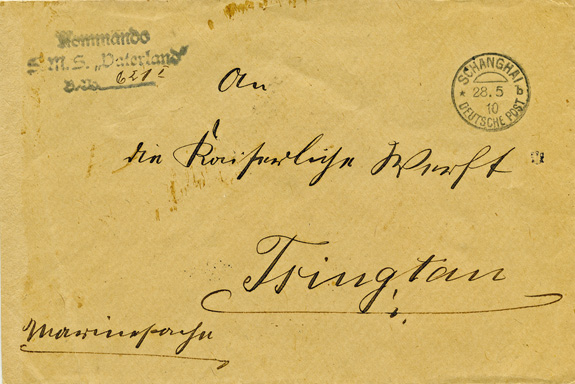 Kommando
S.M.S. „Vaterland"
An
SCHANGHAI
b
* 28.5 *
10
DEUTSCHE POST
die Kaiserliche Werft
Tsingtau
Marinesache